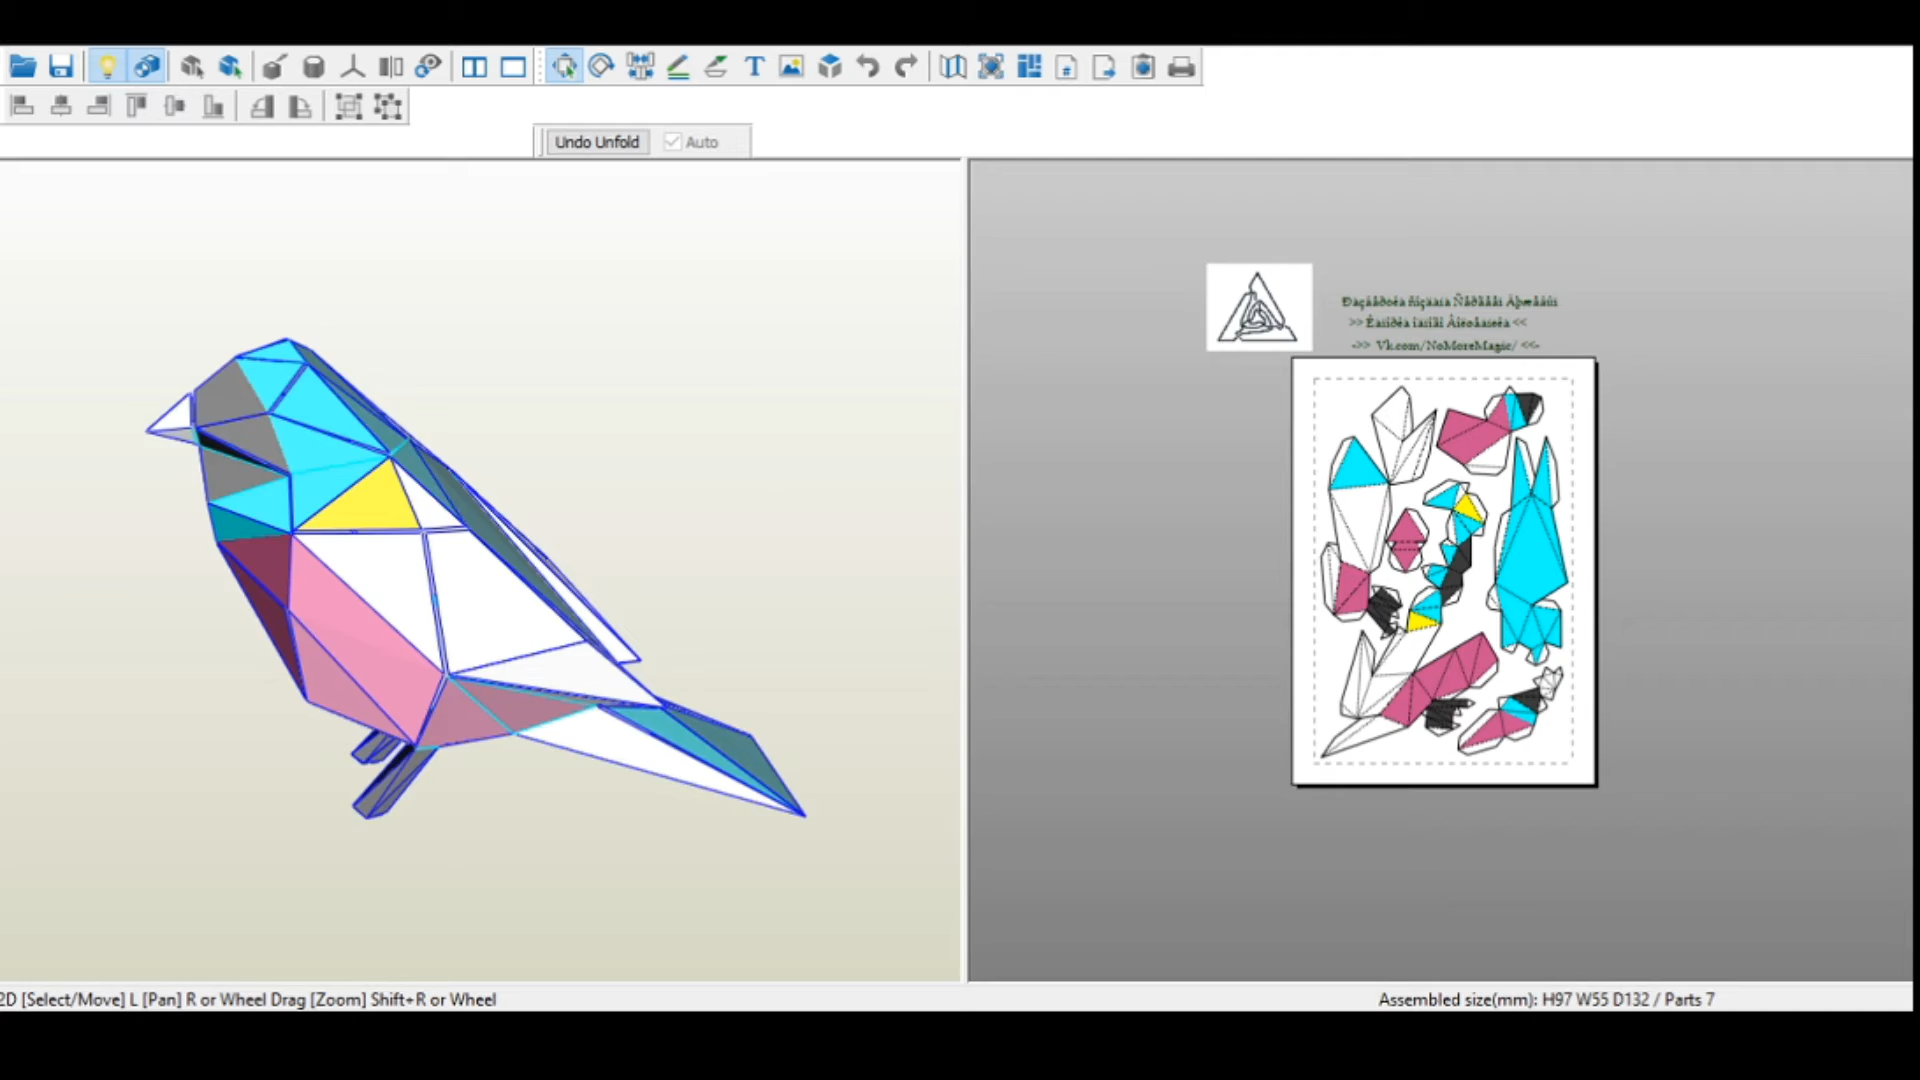 Undo Unfold
Auto
->> Vk.com/NoMoreMagic/ <<-
2D [Select/Move] L [Pan] R or Wheel Drag [Zoom] Shift+R or Wheel
Assembled size(mm): H97 W55 D132 / Parts 7